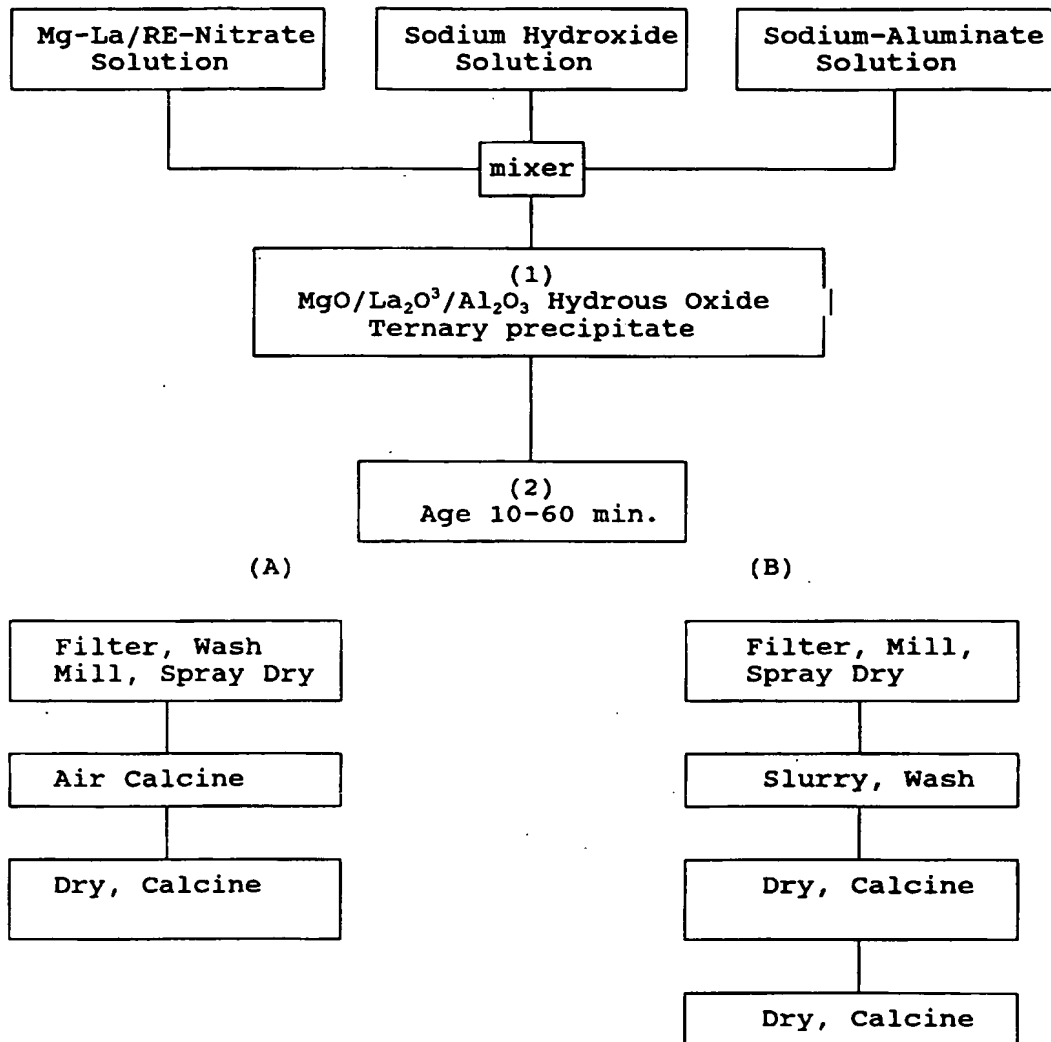 Mg-La/RE-Nitrate
Solution
Sodium Hydroxide
Solution
Sodium-Aluminate
Solution
mixer
(1)
MgO/La₂O³/Al₂O₃ Hydrous Oxide
Ternary precipitate
(2)
Age 10-60 min.
(A)
(B)
Filter, Wash
Mill, Spray Dry
Air Calcine
Dry, Calcine
Filter, Mill,
Spray Dry
Slurry, Wash
Dry, Calcine
Dry, Calcine